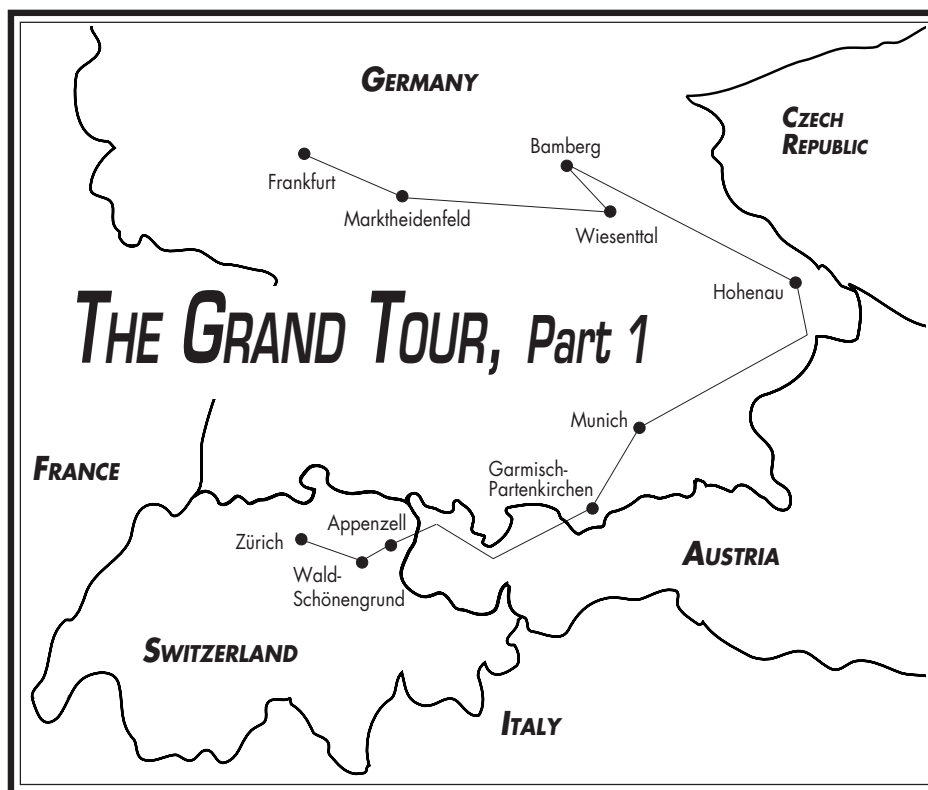 GERMANY
CZECH
REPUBLIC
Bamberg
Frankfurt
Marktheidenfeld
Wiesenttal
Hohenau
THE GRAND TOUR, Part 1
Munich
FRANCE
Garmisch-
Partenkirchen
Appenzell
Zürich
AUSTRIA
Wald-
Schönengrund
SWITZERLAND
ITALY